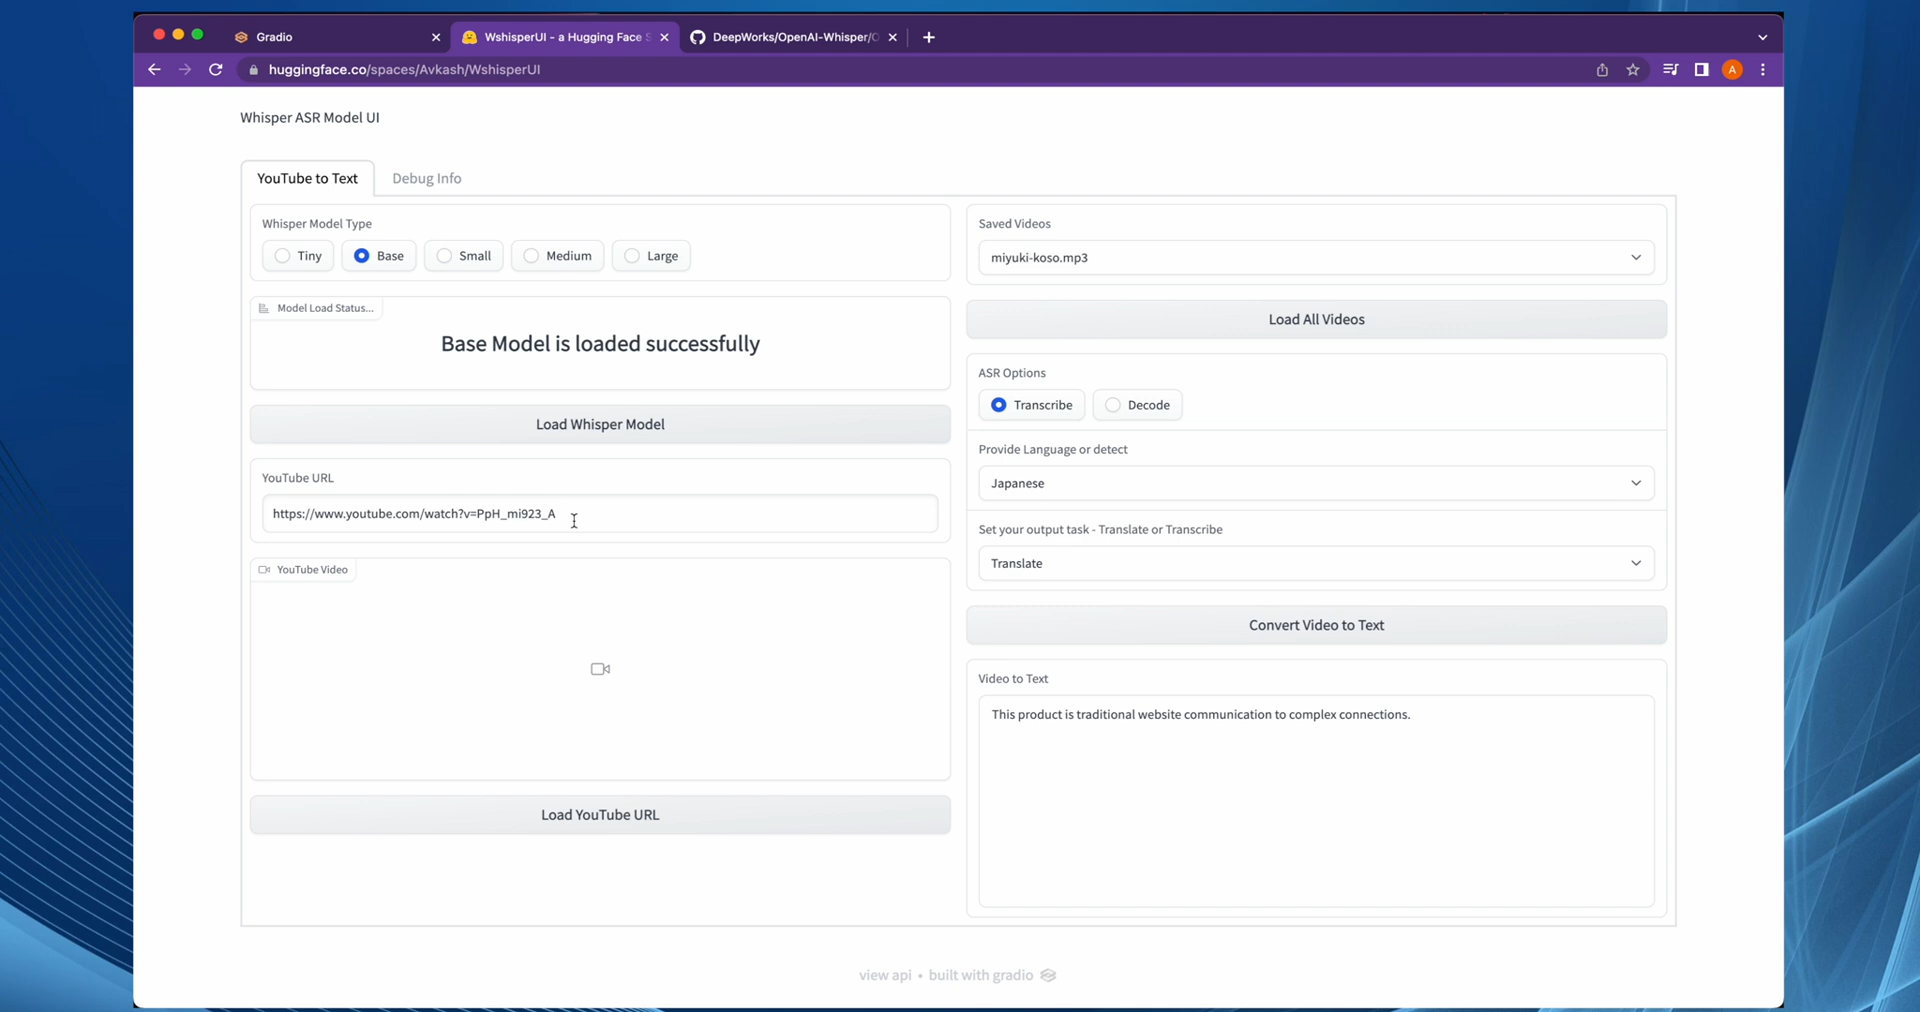 Gradio
WshisperUI - a Hugging Face S
DeepWorks/OpenAI-Whisper/O
huggingface.co/spaces/Avkash/WshisperUI
A
Whisper ASR Model UI
YouTube to Text
Debug Info
Whisper Model Type
Tiny
Base
Small
Medium
Large
Model Load Status...
Base Model is loaded successfully
Load Whisper Model
YouTube URL
https://www.youtube.com/watch?v=PpH_mi923_A
YouTube Video
Load YouTube URL
Saved Videos
miyuki-koso.mp3
Load All Videos
ASR Options
Transcribe
Decode
Provide Language or detect
Japanese
Set your output task - Translate or Transcribe
Translate
Convert Video to Text
Video to Text
This product is traditional website communication to complex connections.
view api • built with gradio